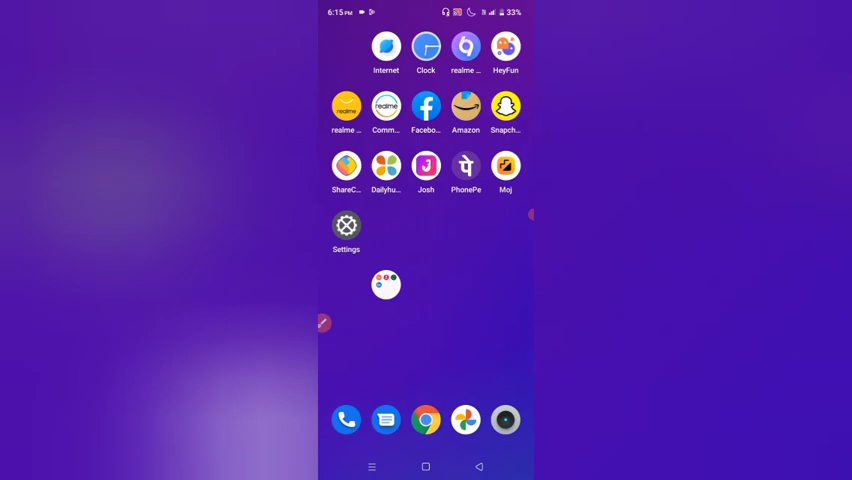 6:15 PM 33%
Internet Clock realme ... HeyFun
realme
realme
realme ... Comm... Facebo... Amazon Snapch...
J
पे
ShareC... Dailyhu... Josh PhonePe Moj
Settings